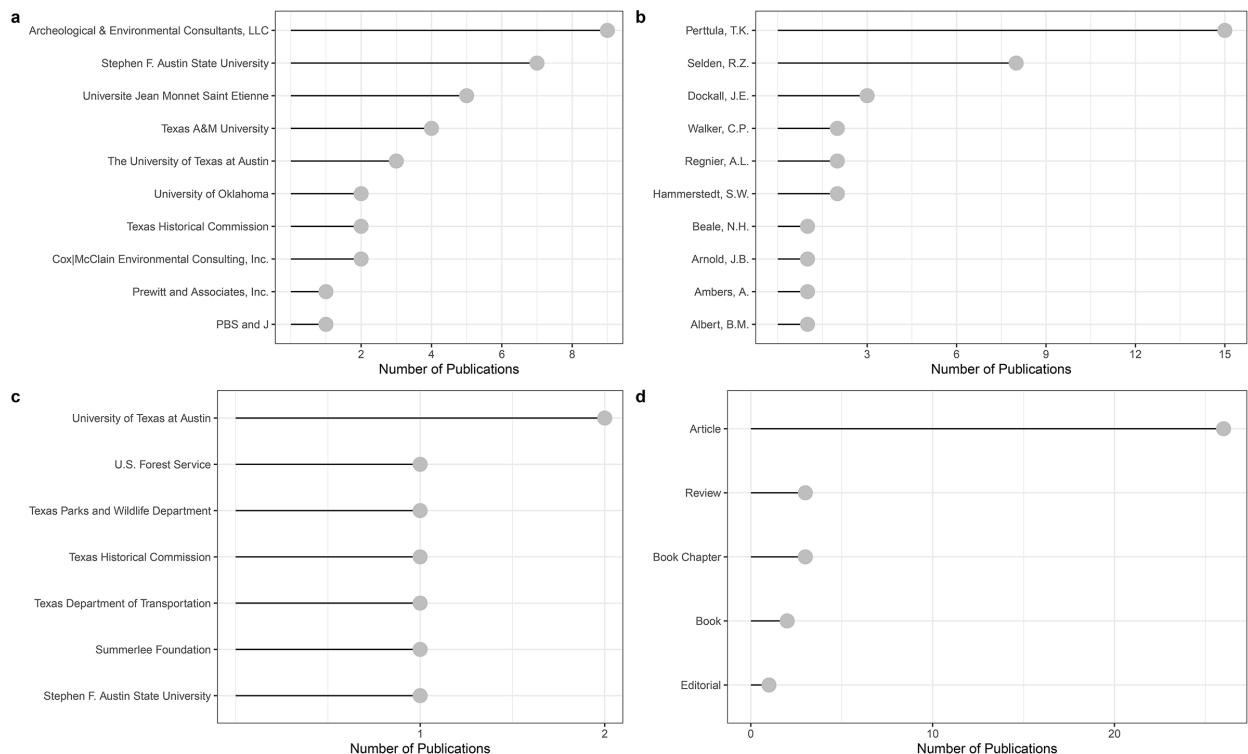 a
Archeological & Environmental Consultants, LLC
Stephen F. Austin State University
Universite Jean Monnet Saint Etienne
Texas A&M University
The University of Texas at Austin
University of Oklahoma
Texas Historical Commission
Cox|McClain Environmental Consulting, Inc.
Prewitt and Associates, Inc.
PBS and J
2 4 6 8
Number of Publications
b
Perttula, T.K.
Selden, R.Z.
Dockall, J.E.
Walker, C.P.
Regnier, A.L.
Hammerstedt, S.W.
Beale, N.H.
Arnold, J.B.
Ambers, A.
Albert, B.M.
3 6 9 12 15
Number of Publications
c
University of Texas at Austin
U.S. Forest Service
Texas Parks and Wildlife Department
Texas Historical Commission
Texas Department of Transportation
Summerlee Foundation
Stephen F. Austin State University
1 2
Number of Publications
d
Article
Review
Book Chapter
Book
Editorial
0 10 20
Number of Publications